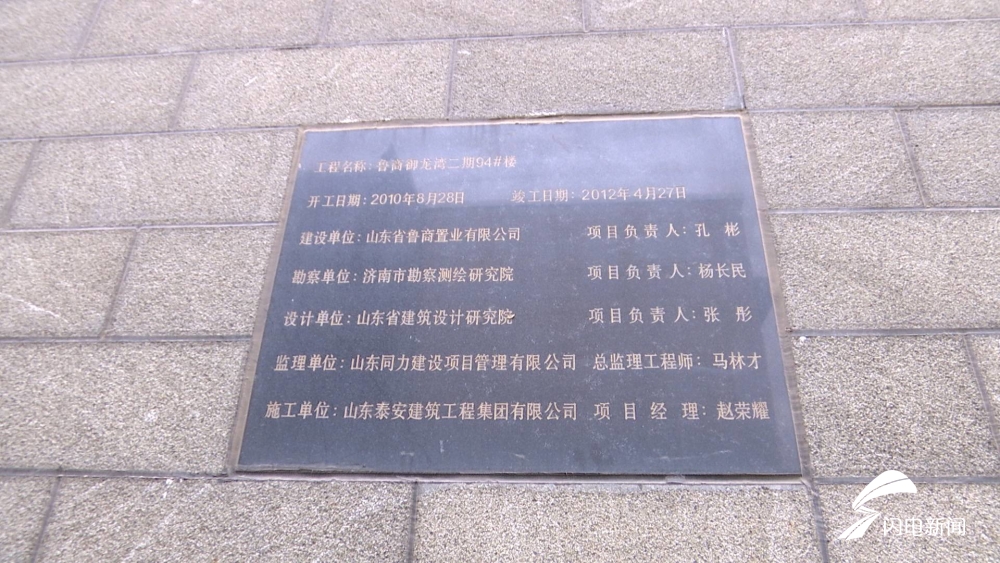 工程名称：鲁商御龙湾二期94#楼
开工日期：2010年8月28日 竣工日期：2012年4月27日
建设单位：山东省鲁商置业有限公司 项目负责人：孔 彬
勘察单位：济南市勘察测绘研究院 项目负责人：杨长民
设计单位：山东省建筑设计研究院 项目负责人：张 彤
监理单位：山东同力建设项目管理有限公司 总监理工程师：马林才
施工单位：山东泰安建筑工程集团有限公司 项目经理：赵荣耀
闪电新闻